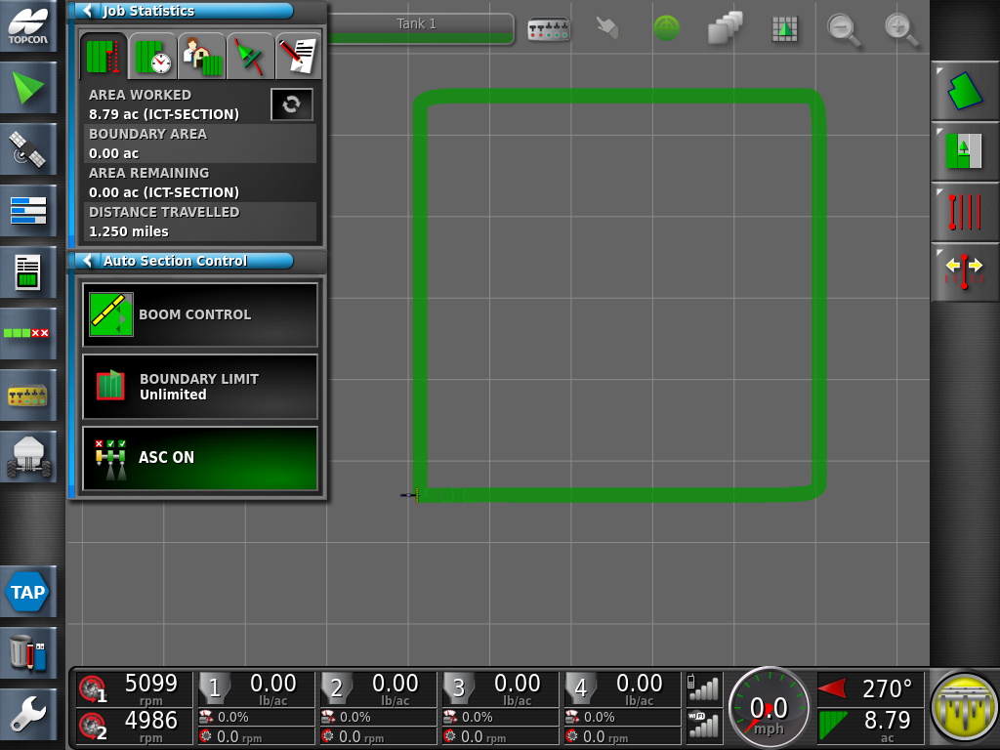 TOPCON
Job Statistics
Tank 1
AREA WORKED
8.79 ac (ICT-SECTION)
BOUNDARY AREA
0.00 ac
AREA REMAINING
0.00 ac (ICT-SECTION)
DISTANCE TRAVELLED
1.250 miles
Auto Section Control
BOOM CONTROL
BOUNDARY LIMIT
Unlimited
ASC ON
TAP
1 5099 rpm
2 4986 rpm
1 0.00 lb/ac
0.0%
0.0 rpm
2 0.00 lb/ac
0.0%
0.0 rpm
3 0.00 lb/ac
0.0%
0.0 rpm
4 0.00 lb/ac
0.0%
0.0 rpm
WiFi
0.0
mph
270°
8.79
ac